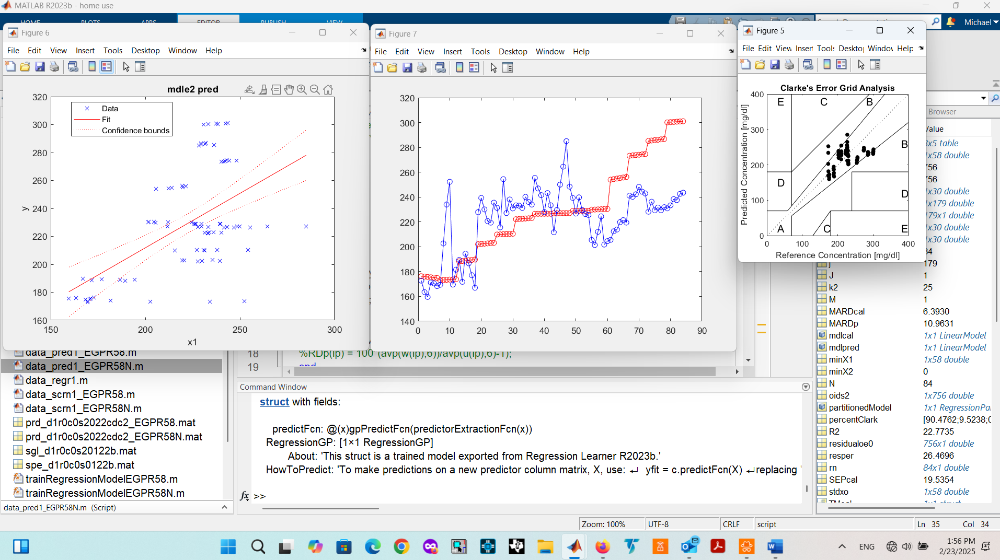 MATLAB R2023b - home use
HOME PLOTS APPS EDITOR PUBLISH VIEW
Michael
Figure 6
File Edit View Insert Tools Desktop Window Help
mdle2 pred
Data
Fit
Confidence bounds
320
300
280
260
240
220
200
180
160
y
150 200 250 300
x1
Figure 7
File Edit View Insert Tools Desktop Window Help
320
300
280
260
240
220
200
180
160
140
0 10 20 30 40 50 60 70 80 90
Figure 5
File Edit View Inser Tools Deskto Window Help
Clarke's Error Grid Analysis
400
300
200
100
0
Predicted Concentration [mg/dl]
E C B
B
D D
A C E
0 100 200 300 400
Reference Concentration [mg/dl]
Browser
Value
3x5 table
1x58 double
756
756
1x30 double
1x179 double
179x1 double
1x30 double
1x30 double
84
j 179
J 1
k2 25
M 1
MARDcal 6.3930
MARDp 10.9631
mdlcal 1x1 LinearModel
mdlpred 1x1 LinearModel
minX1 1x58 double
minX2 0
N 84
oids2 1x756 double
partitionedModel 1x1 RegressionPa
percentClark [90.4762;9.5238;0
R2 22.7735
residualoe0 756x1 double
resper 26.4696
rn 84x1 double
SEPcal 19.5354
stdxo 1x58 double
data_pred1_EGPR58.m
data_pred1_EGPR58N.m
data_regr1.m
data_scrn1_EGPR58.m
data_scrn1_EGPR58N.m
prd_d1r0c0s2022cdc2_EGPR58.mat
prd_d1r0c0s2022cdc2_EGPR58N.mat
sgl_d1r0c0s20122b.mat
spe_d1r0c0s0122b.mat
trainRegressionModelEGPR58.m
trainRegressionModelEGPR58N.m
data_pred1_EGPR58N.m (Script)
18 %RDp(ip) = 100*(avp(w(ip),6))/avp(u(ip),6)-1);
19 end
Command Window
struct with fields:
predictFcn: @(x)gpPredictFcn(predictorExtractionFcn(x))
RegressionGP: [1×1 RegressionGP]
About: 'This struct is a trained model exported from Regression Learner R2023b.'
HowToPredict: 'To make predictions on a new predictor column matrix, X, use: ↵ yfit = c.predictFcn(X) ↵replacing '
fx >>
Zoom: 100% UTF-8 CRLF script Ln 35 Col 34
ENG
1:56 PM
2/23/2025